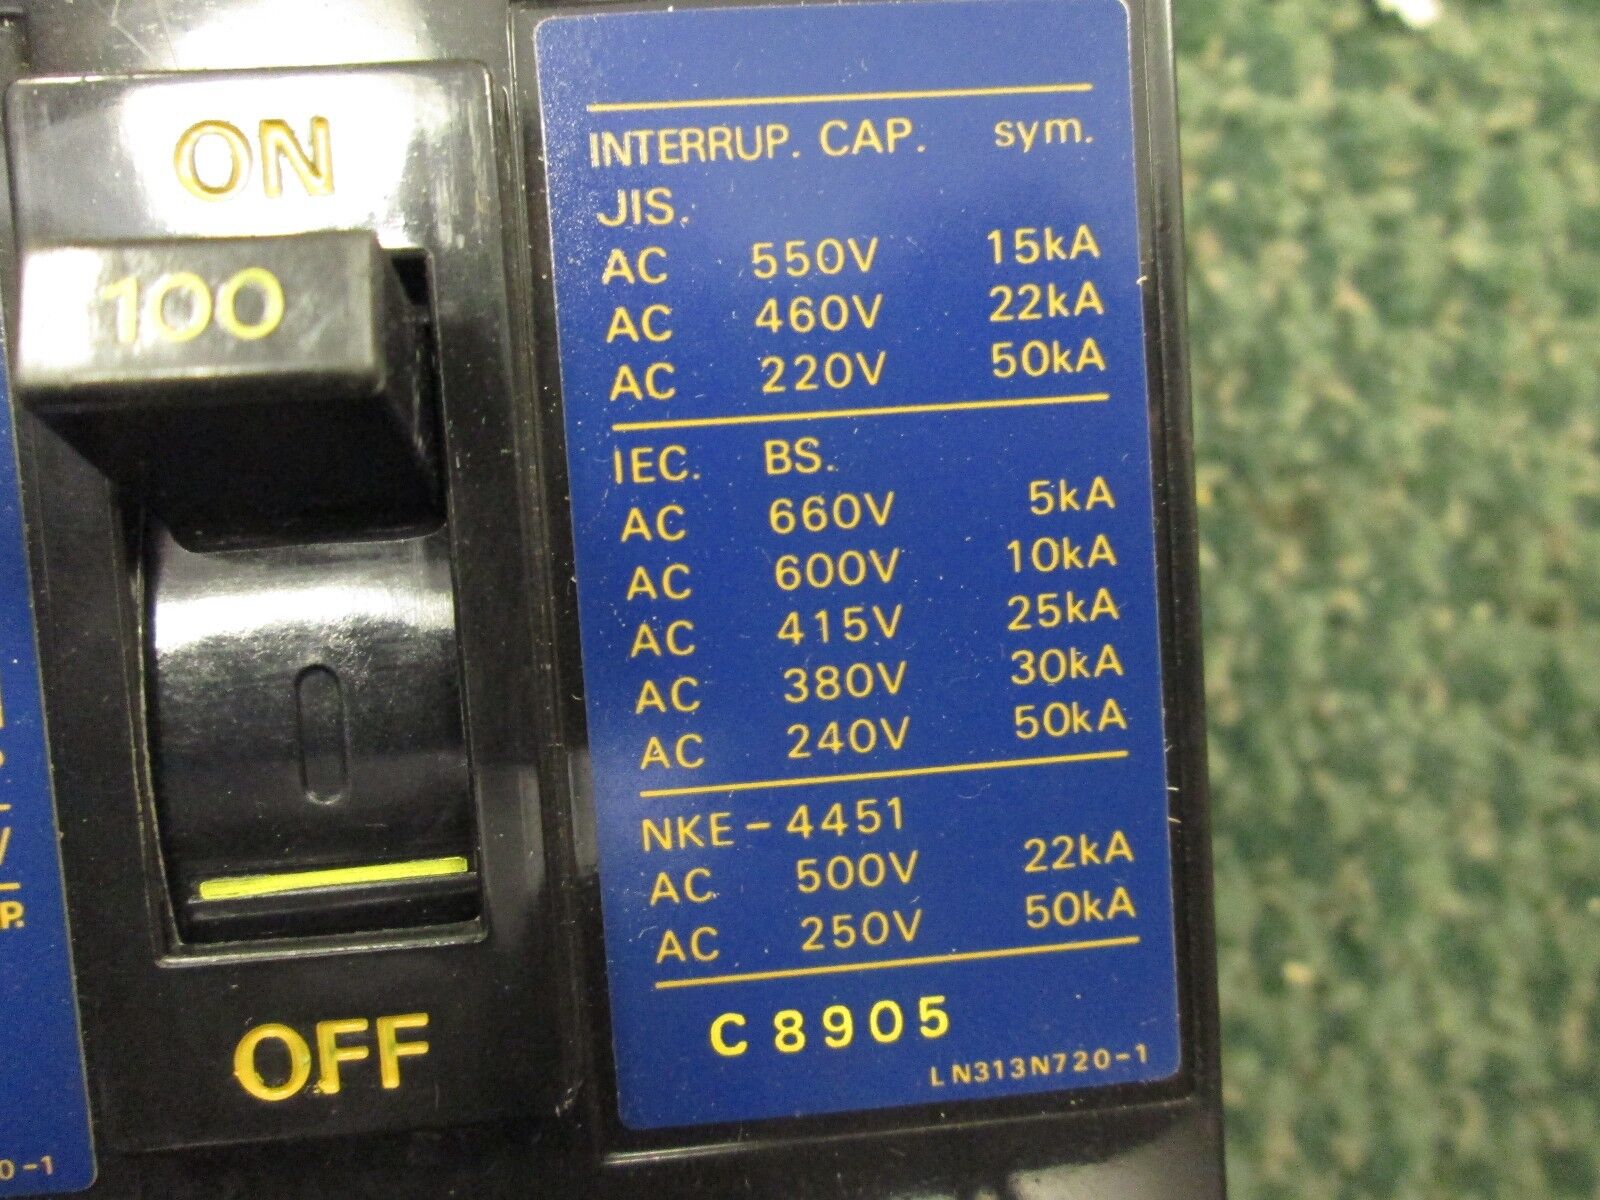 ON
100
OFF
P.
0-1
INTERRUP. CAP. sym.
JIS.
AC 550V 15kA
AC 460V 22kA
AC 220V 50kA
IEC. BS.
AC 660V 5kA
AC 600V 10kA
AC 415V 25kA
AC 380V 30kA
AC 240V 50kA
NKE-4451
AC 500V 22kA
AC 250V 50kA
C8905
LN313N720-1